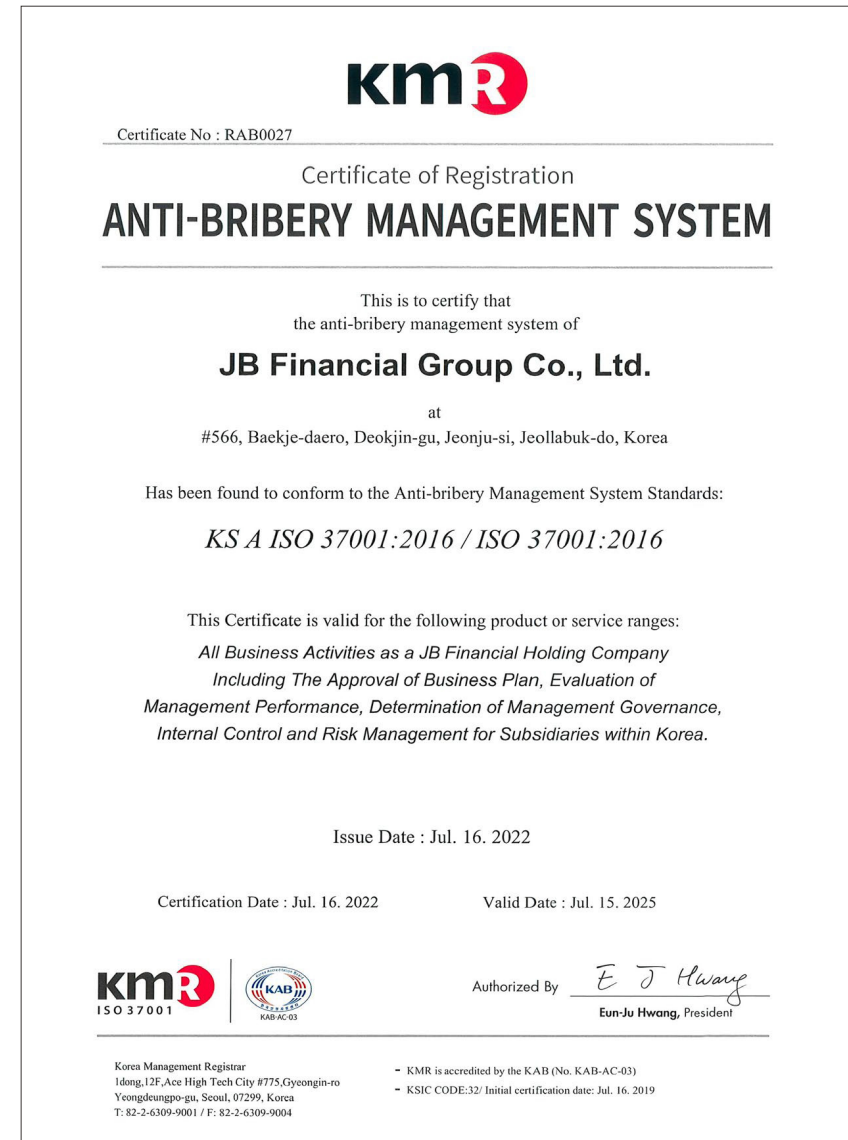 KMR
Certificate No : RAB0027
Certificate of Registration
ANTI-BRIBERY MANAGEMENT SYSTEM
This is to certify that
the anti-bribery management system of
JB Financial Group Co., Ltd.
at
#566, Baekje-daero, Deokjin-gu, Jeonju-si, Jeollabuk-do, Korea
Has been found to conform to the Anti-bribery Management System Standards:
KS A ISO 37001:2016 / ISO 37001:2016
This Certificate is valid for the following product or service ranges:
All Business Activities as a JB Financial Holding Company
Including The Approval of Business Plan, Evaluation of
Management Performance, Determination of Management Governance,
Internal Control and Risk Management for Subsidiaries within Korea.
Issue Date : Jul. 16. 2022
Certification Date : Jul. 16. 2022
Valid Date : Jul. 15. 2025
KMR
ISO 37001
Korea Accreditation Board
KAB
KAB-AC-03
Authorized By
E J Hwang
Eun-Ju Hwang, President
Korea Management Registrar
1dong,12F,Ace High Tech City #775,Gyeongin-ro
Yeongdeungpo-gu, Seoul, 07299, Korea
T: 82-2-6309-9001 / F: 82-2-6309-9004
- KMR is accredited by the KAB (No. KAB-AC-03)
- KSIC CODE:32/ Initial certification date: Jul. 16. 2019